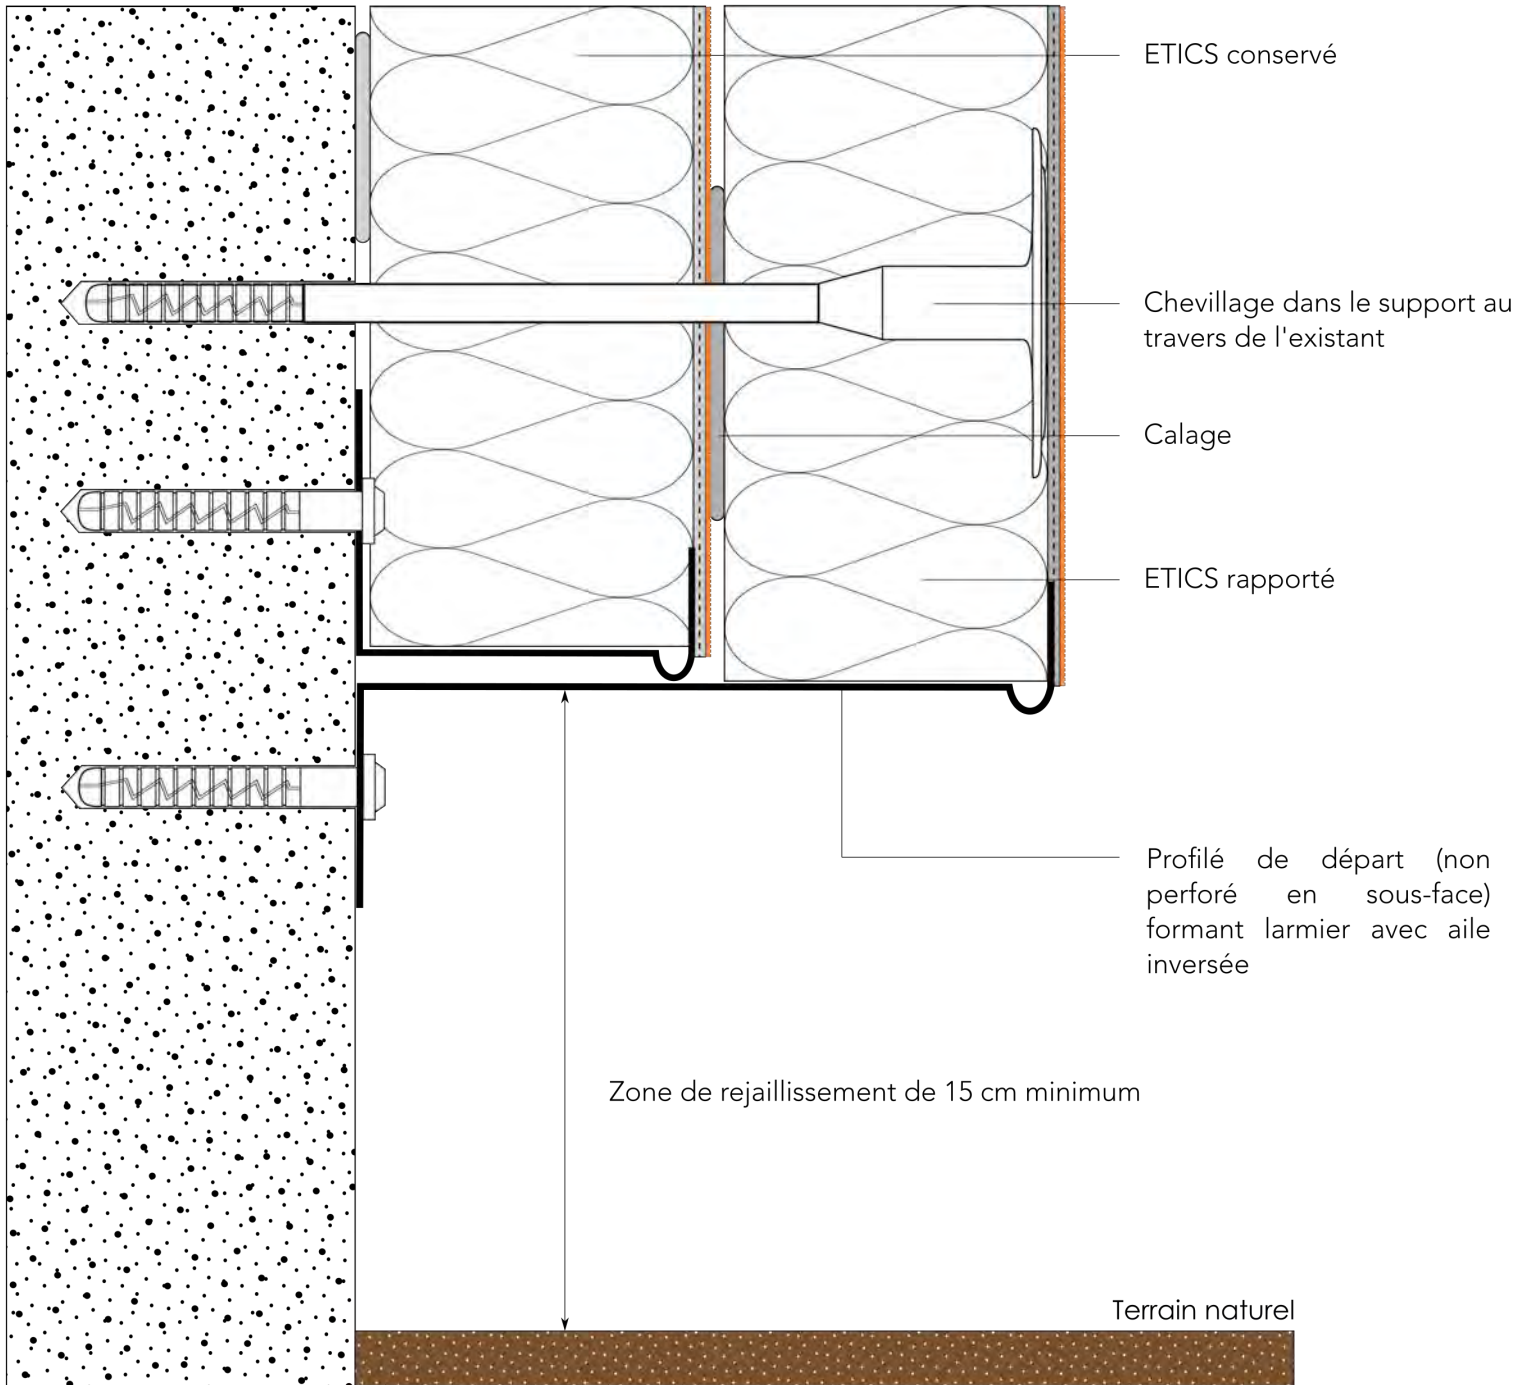 ETICS conservé
Chevillage dans le support au
travers de l'existant
Calage
ETICS rapporté
Profilé de départ (non
perforé en sous-face)
formant larmier avec aile
inversée
Zone de rejaillissement de 15 cm minimum
Terrain naturel